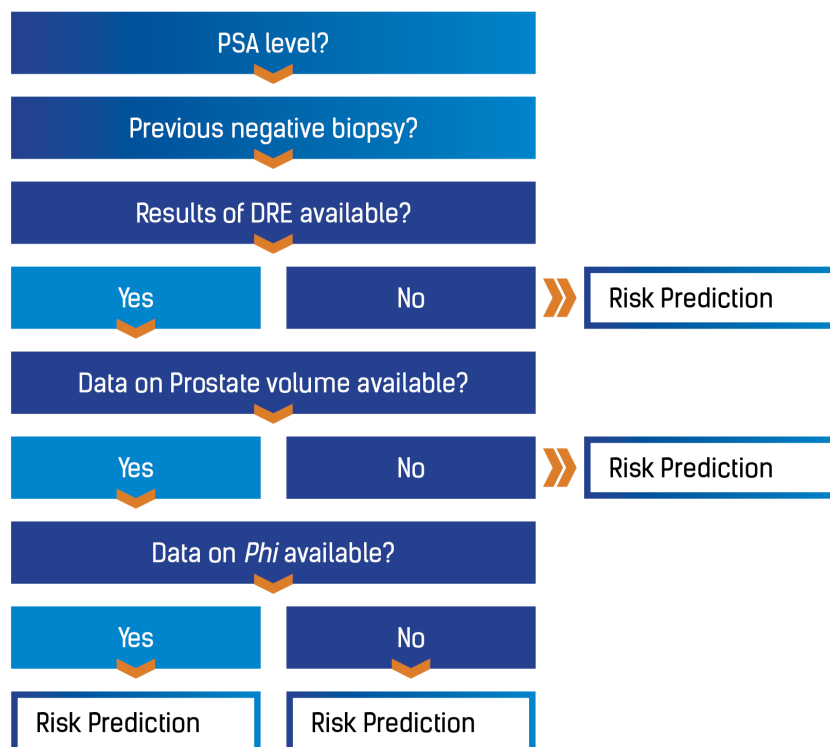 PSA level?
Previous negative biopsy?
Results of DRE available?
Yes
No
Risk Prediction
Data on Prostate volume available?
Yes
No
Risk Prediction
Data on Phi available?
Yes
No
Risk Prediction
Risk Prediction